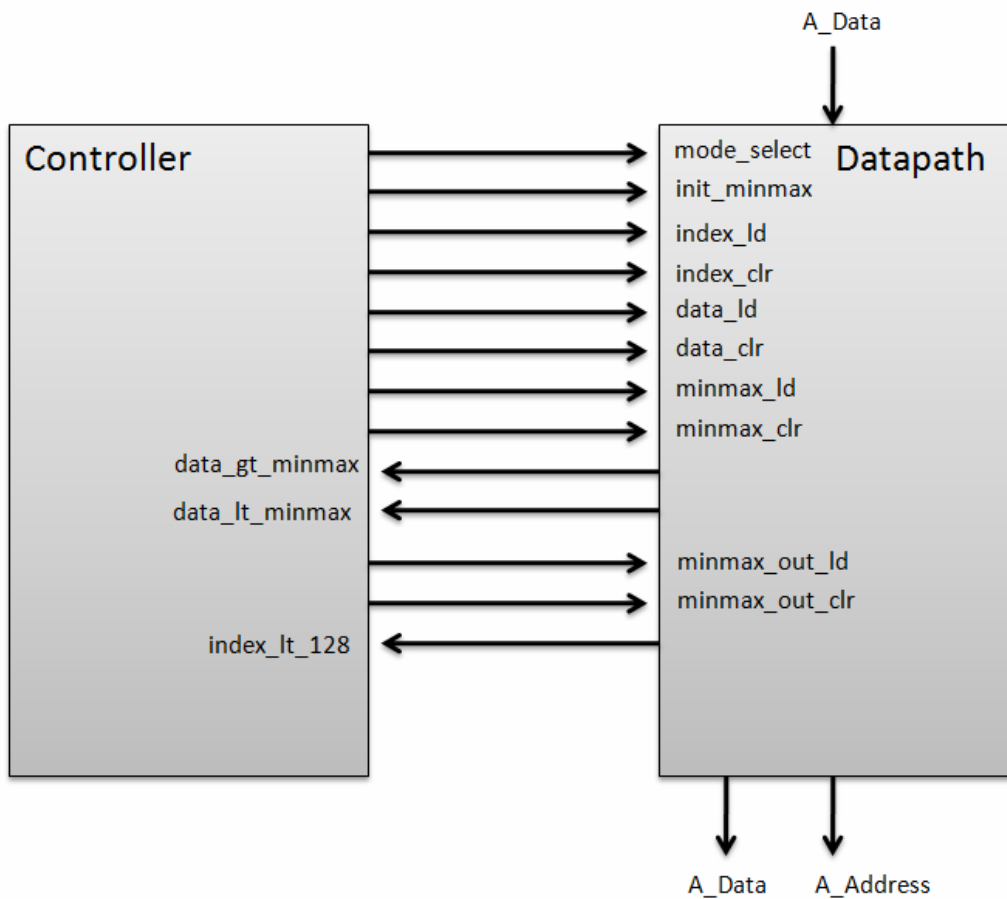 A_Data
Controller
mode_select
Datapath
init_minmax
index_ld
index_clr
data_ld
data_clr
minmax_ld
minmax_clr
data_gt_minmax
data_lt_minmax
minmax_out_ld
minmax_out_clr
index_lt_128
A_Data
A_Address